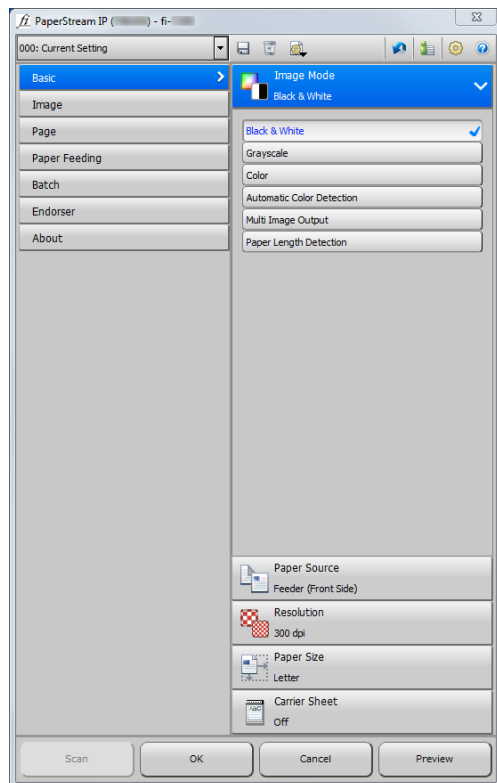 fi PaperStream IP ( ) - fi-
000: Current Setting
Basic
Image
Page
Paper Feeding
Batch
Endorser
About
Image Mode
Black & White
Black & White
Grayscale
Color
Automatic Color Detection
Multi Image Output
Paper Length Detection
Paper Source
Feeder (Front Side)
Resolution
300 dpi
Paper Size
Letter
ABC
Carrier Sheet
Off
Scan
OK
Cancel
Preview